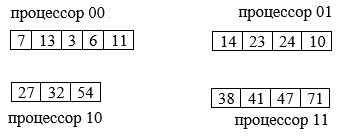 процессор 00
процессор 01
7 13 3 6 11
14 23 24 10
27 32 54
38 41 47 71
процессор 10
процессор 11